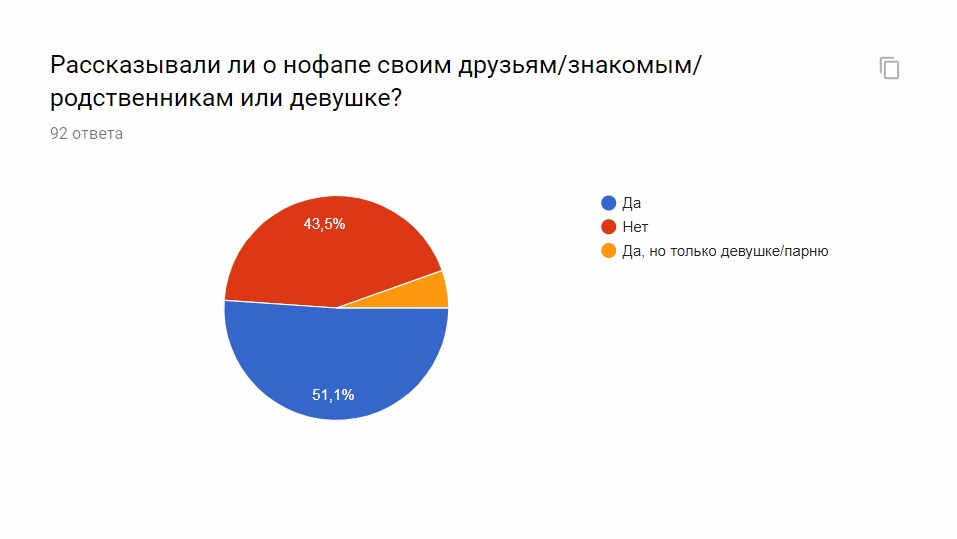 Рассказывали ли о нофапе своим друзьям/знакомым/
родственникам или девушке?
92 ответа
43,5%
51,1%
Да
Нет
Да, но только девушке/парню